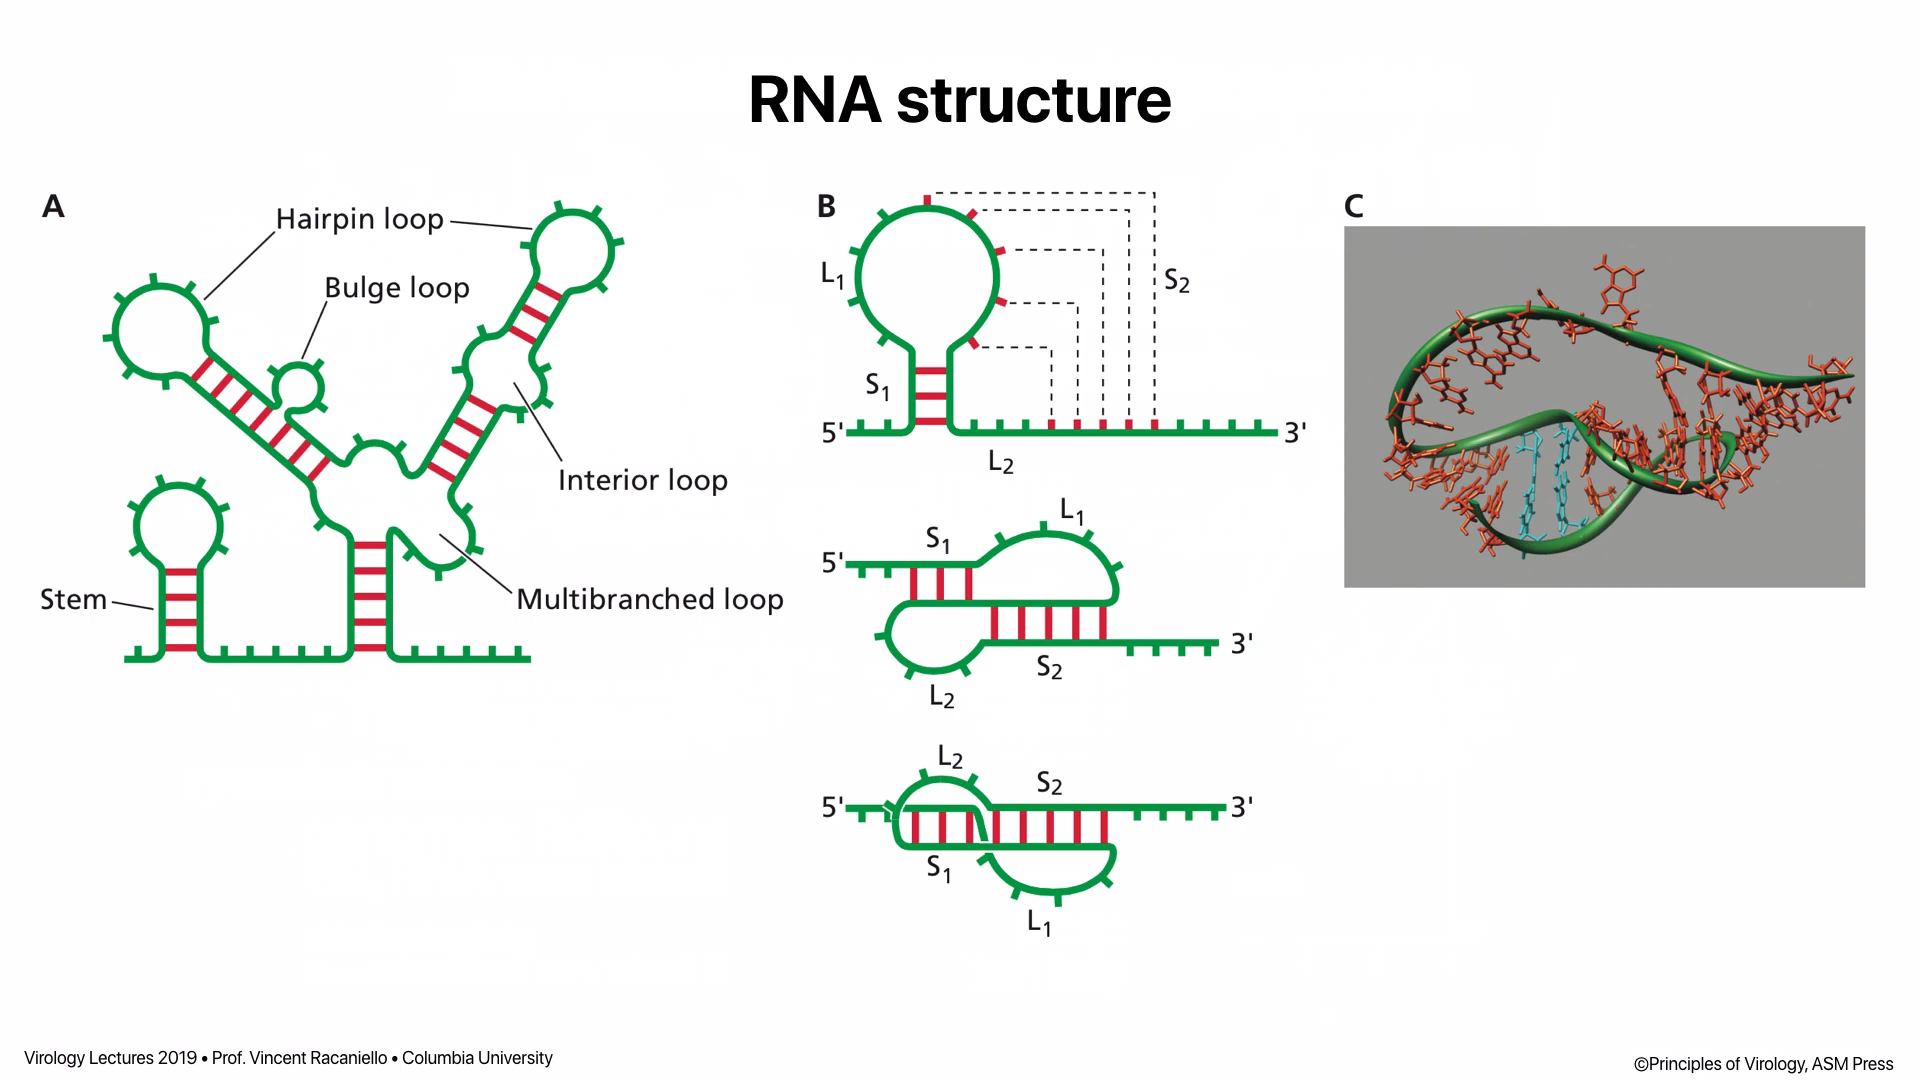 RNA structure
A
Hairpin loop
Bulge loop
Interior loop
Stem
Multibranched loop
B
L1
S2
S1
5'
3'
L2
L1
S1
5'
3'
S2
L2
L2
S2
5'
3'
S1
L1
C
Virology Lectures 2019 • Prof. Vincent Racaniello • Columbia University
©Principles of Virology, ASM Press